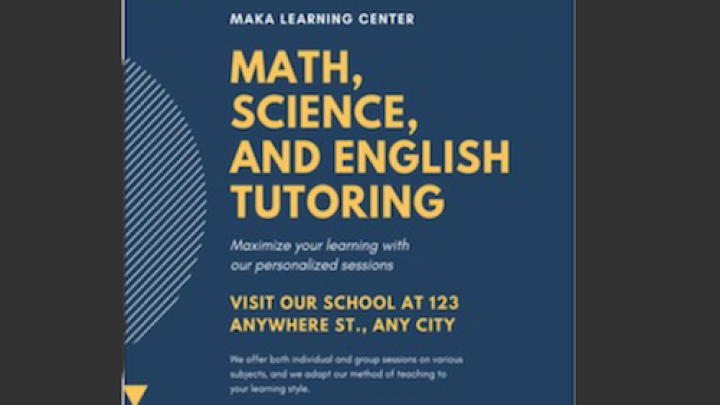 MAKA LEARNING CENTER
MATH,
SCIENCE,
AND ENGLISH
TUTORING
Maximize your learning with
our personalized sessions
VISIT OUR SCHOOL AT 123
ANYWHERE ST., ANY CITY
We offer both individual and group sessions on various
subjects, and we adapt our method of teaching to
your learning style.